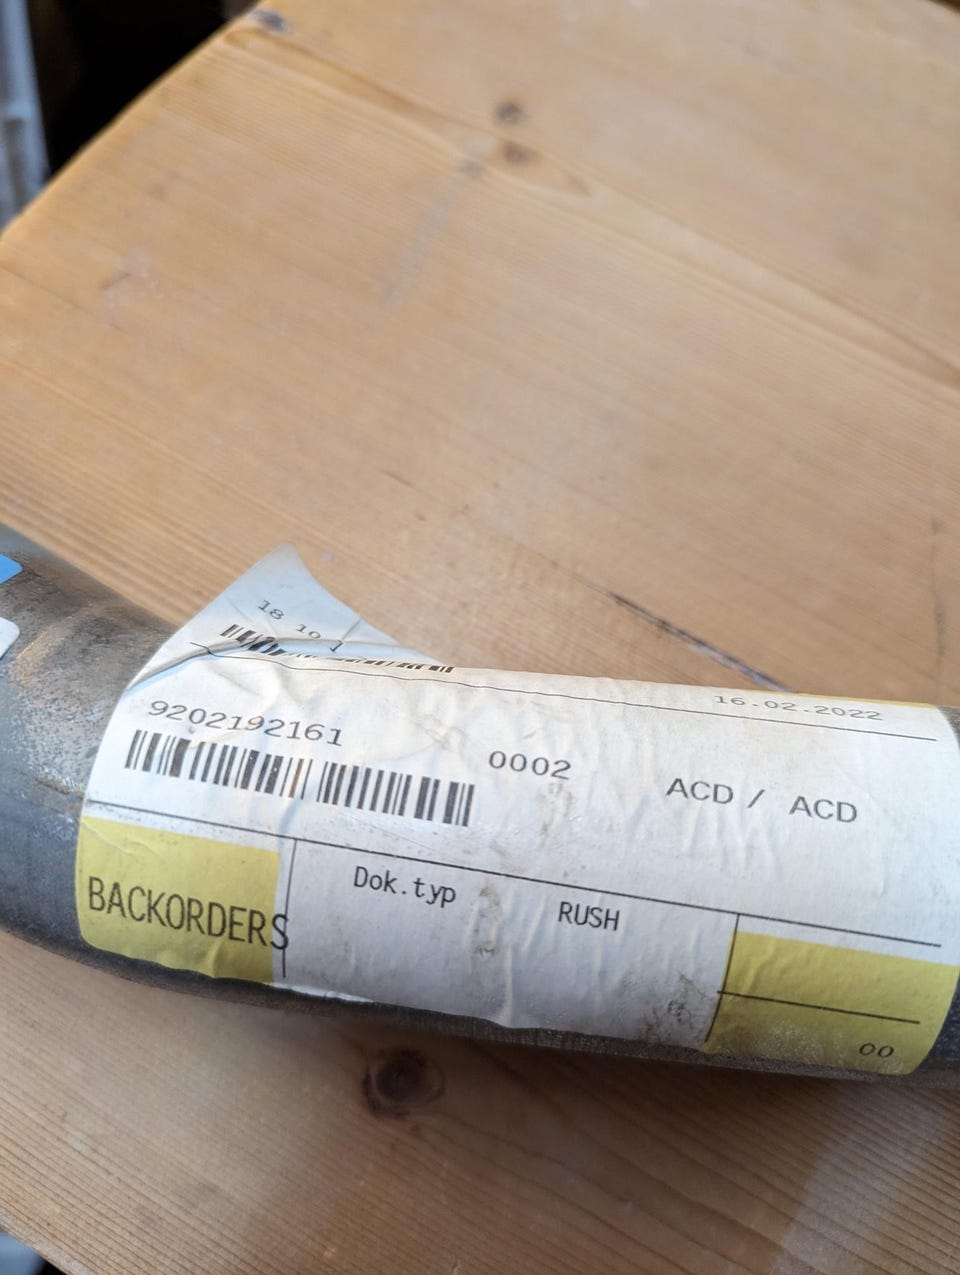 18 10 1
16.02.2022
9202192161
0002
ACD / ACD
BACKORDERS
Dok.typ
RUSH
00